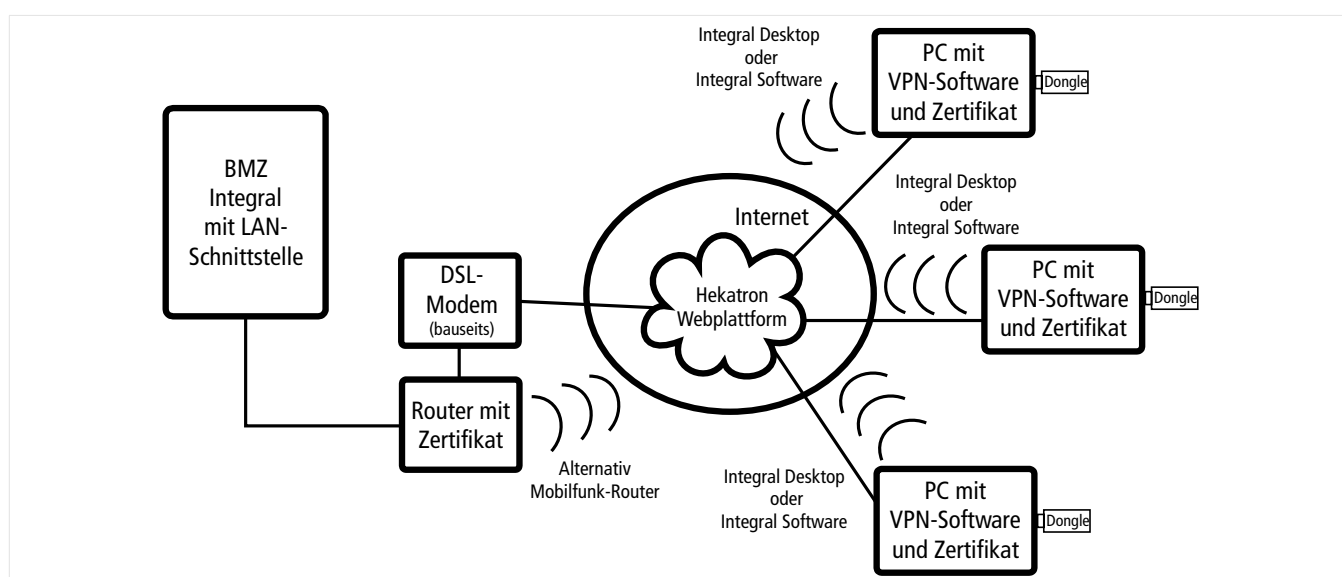 Integral Desktop
oder
Integral Software
PC mit
VPN-Software
und Zertifikat
Dongle
BMZ
Integral
mit LAN-
Schnittstelle
Internet
Integral Desktop
oder
Integral Software
DSL-
Modem
(bauseits)
Hekatron
Webplattform
PC mit
VPN-Software
und Zertifikat
Dongle
Router mit
Zertifikat
Alternativ
Mobilfunk-Router
Integral Desktop
oder
Integral Software
PC mit
VPN-Software
und Zertifikat
Dongle